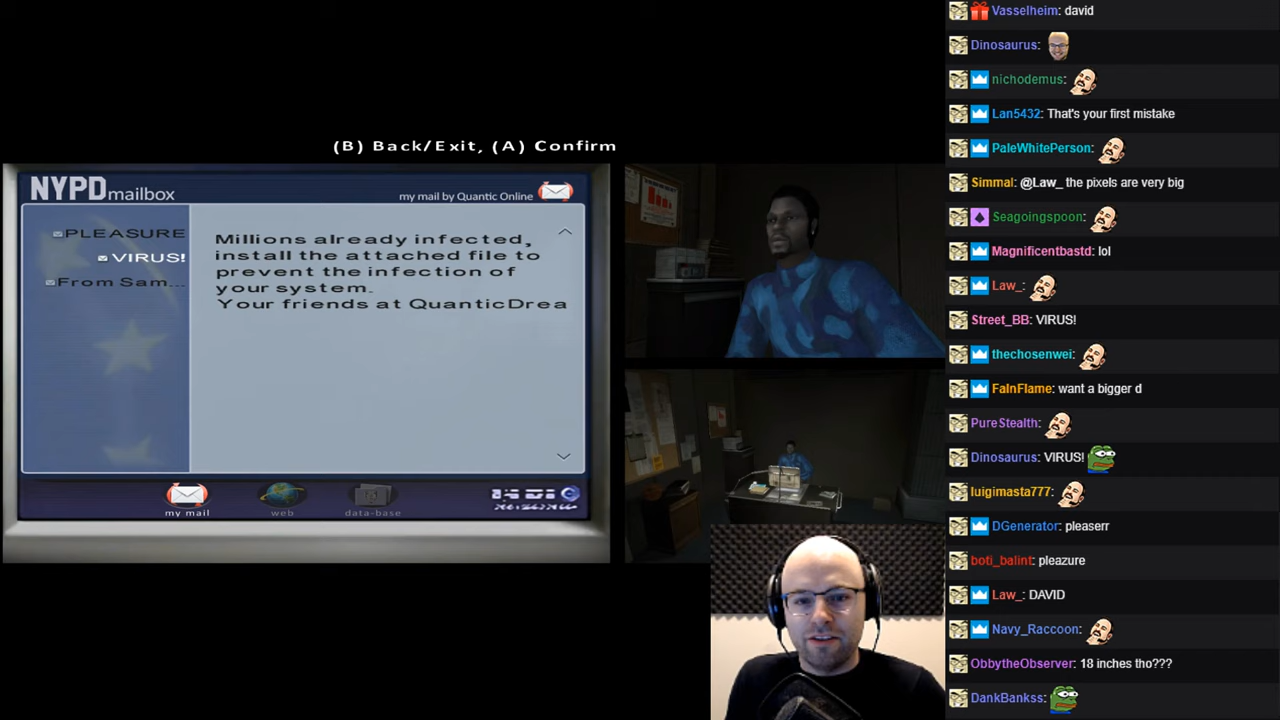 (B) Back/Exit, (A) Confirm
NYPDmailbox
my mail by Quantic Online
PLEASURE
VIRUS!
From Sam...
Millions already infected,
install the attached file to
prevent the infection of
your system.
Your friends at QuanticDrea
my mail
web
data-base
Vasselheim: david
Dinosaurus:
nichodemus:
Lan5432: That's your first mistake
PaleWhitePerson:
Simmal: @Law_ the pixels are very big
Seagoingspoon:
Magnificentbastd: lol
Law_:
Street_BB: VIRUS!
thechosenwei:
FalnFlame: want a bigger d
PureStealth:
Dinosaurus: VIRUS!
luigimasta777:
DGenerator: pleaserr
boti_balint: pleazure
Law_: DAVID
Navy_Raccoon:
ObbytheObserver: 18 inches tho???
DankBankss: